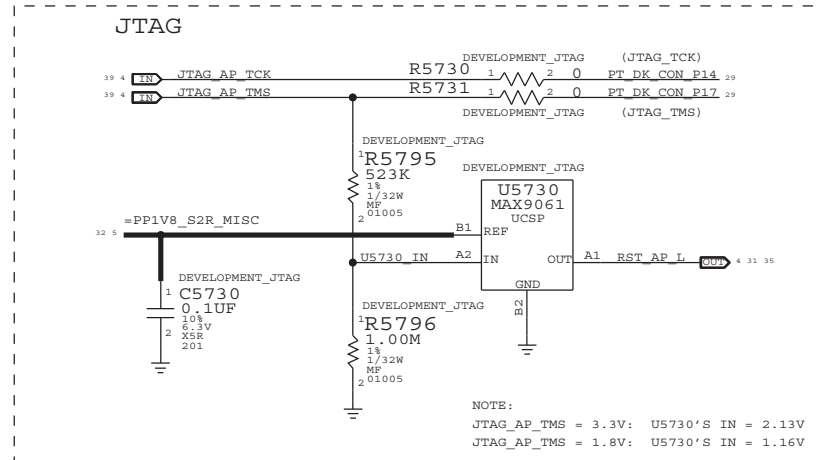 JTAG
DEVELOPMENT_JTAG (JTAG_TCK)
39 4 IN JTAG_AP_TCK R5730 1 2 0 PT_DK_CON_P14 29
39 4 IN JTAG_AP_TMS R5731 1 2 0 PT_DK_CON_P17 29
DEVELOPMENT_JTAG (JTAG_TMS)
DEVELOPMENT_JTAG
1 R5795
523K
1%
1/32W
MF
2 01005
DEVELOPMENT_JTAG
U5730
MAX9061
UCSP
=PP1V8_S2R_MISC
32 5
B1 REF
U5730_IN A2 IN OUT A1 RST_AP_L OUT 4 31 35
GND
B2
DEVELOPMENT_JTAG
1 C5730
0.1UF
10%
6.3V
2 X5R
201
DEVELOPMENT_JTAG
1 R5796
1.00M
1%
1/32W
MF
2 01005
NOTE:
JTAG_AP_TMS = 3.3V: U5730'S IN = 2.13V
JTAG_AP_TMS = 1.8V: U5730'S IN = 1.16V